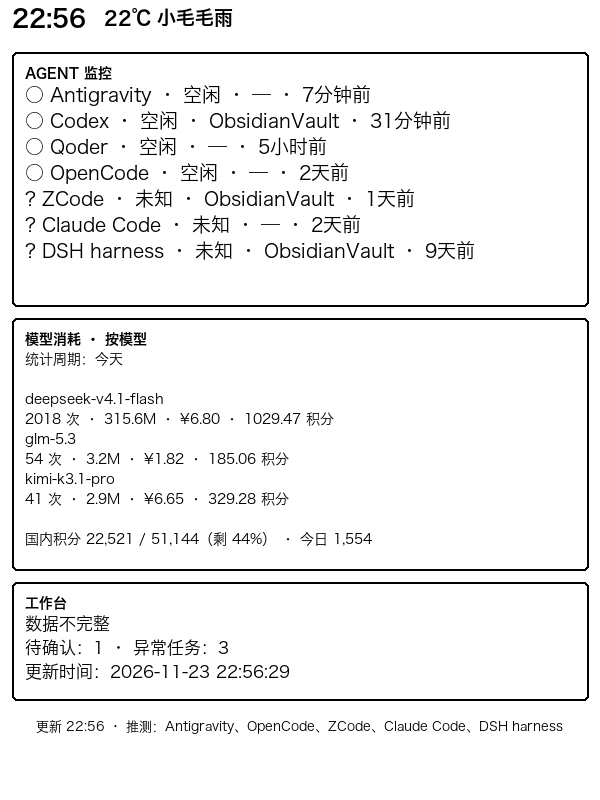 22:56 22℃ 小毛毛雨
AGENT 监控
○ Antigravity · 空闲 · — · 7分钟前
○ Codex · 空闲 · ObsidianVault · 31分钟前
○ Qoder · 空闲 · — · 5小时前
○ OpenCode · 空闲 · — · 2天前
? ZCode · 未知 · ObsidianVault · 1天前
? Claude Code · 未知 · — · 2天前
? DSH harness · 未知 · ObsidianVault · 9天前
模型消耗 · 按模型
统计周期：今天
deepseek-v4.1-flash
2018 次 · 315.6M · ¥6.80 · 1029.47 积分
glm-5.3
54 次 · 3.2M · ¥1.82 · 185.06 积分
kimi-k3.1-pro
41 次 · 2.9M · ¥6.65 · 329.28 积分
国内积分 22,521 / 51,144（剩 44%） · 今日 1,554
工作台
数据不完整
待确认：1 · 异常任务：3
更新时间：2026-11-23 22:56:29
更新 22:56 · 推测：Antigravity、OpenCode、ZCode、Claude Code、DSH harness